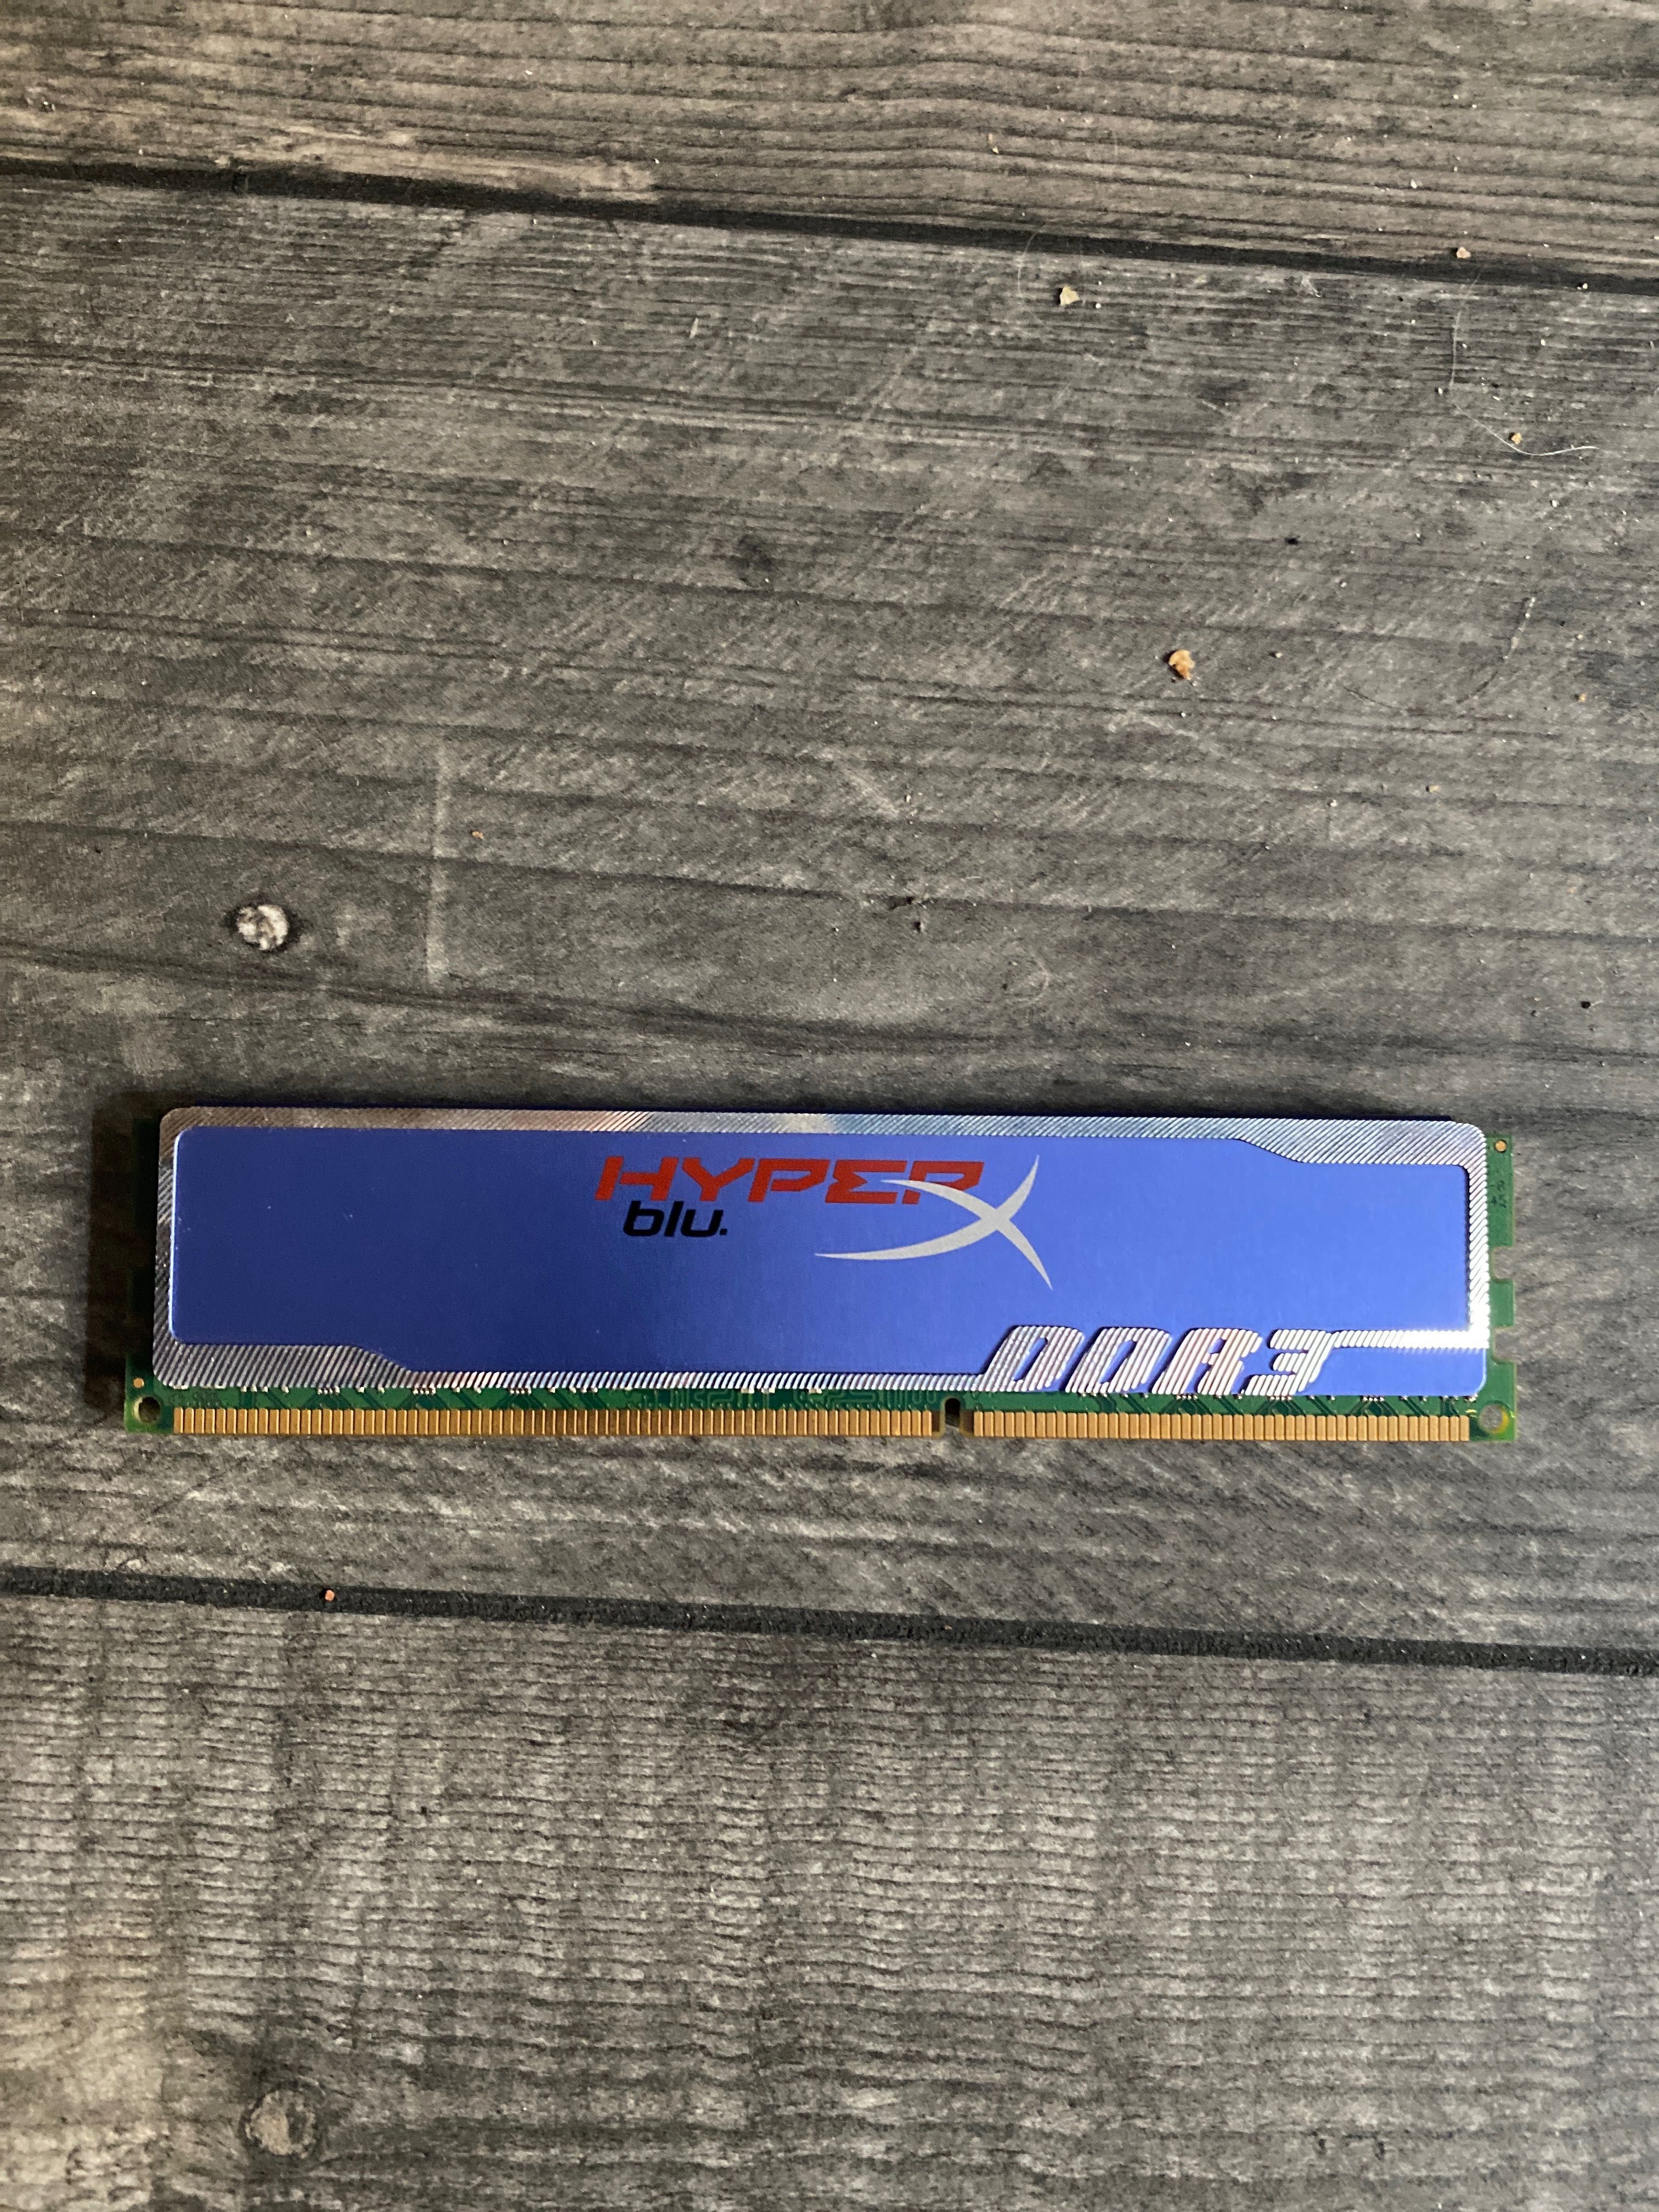 HYPERX
blu.
DDR3